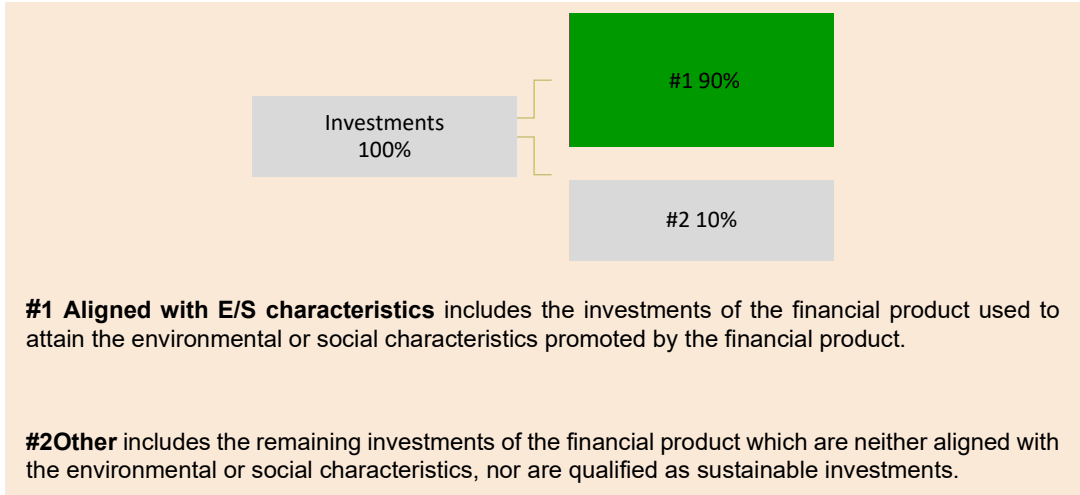 #1 90%
Investments
100%
#2 10%
#1 Aligned with E/S characteristics includes the investments of the financial product used to
attain the environmental or social characteristics promoted by the financial product.
#2Other includes the remaining investments of the financial product which are neither aligned with
the environmental or social characteristics, nor are qualified as sustainable investments.